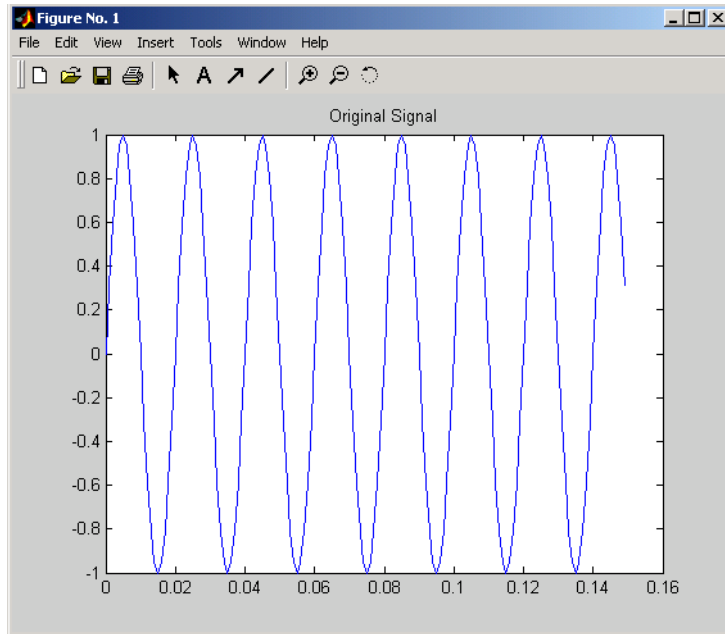 Figure No. 1
File Edit View Insert Tools Window Help
A
Original Signal
1
0.8
0.6
0.4
0.2
0
-0.2
-0.4
-0.6
-0.8
-1
0 0.02 0.04 0.06 0.08 0.1 0.12 0.14 0.16